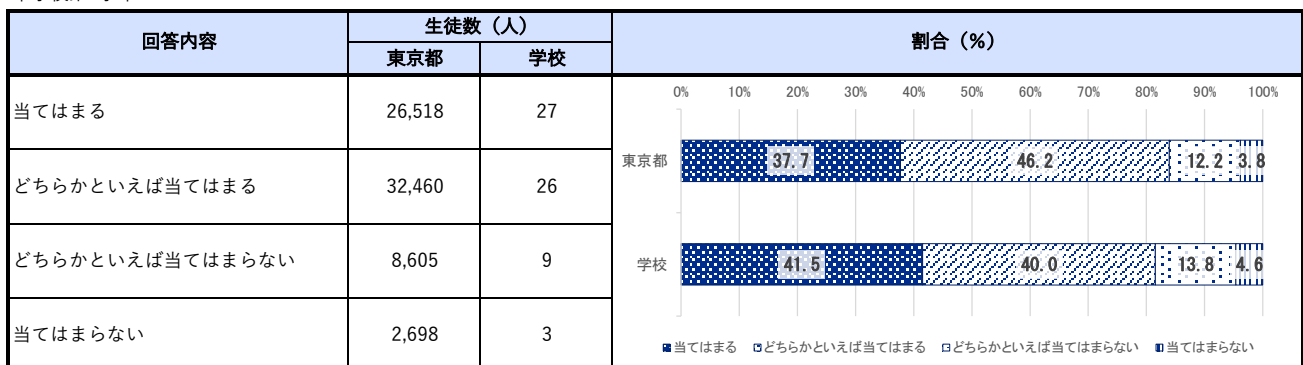 回答内容 生徒数（人） 割合（%）
東京都 学校
当てはまる 26,518 27
どちらかといえば当てはまる 32,460 26
どちらかといえば当てはまらない 8,605 9
当てはまらない 2,698 3
0% 10% 20% 30% 40% 50% 60% 70% 80% 90% 100%
東京都 37.7 46.2 12.2 3.8
学校 41.5 40.0 13.8 4.6
当てはまる どちらかといえば当てはまる どちらかといえば当てはまらない 当てはまらない